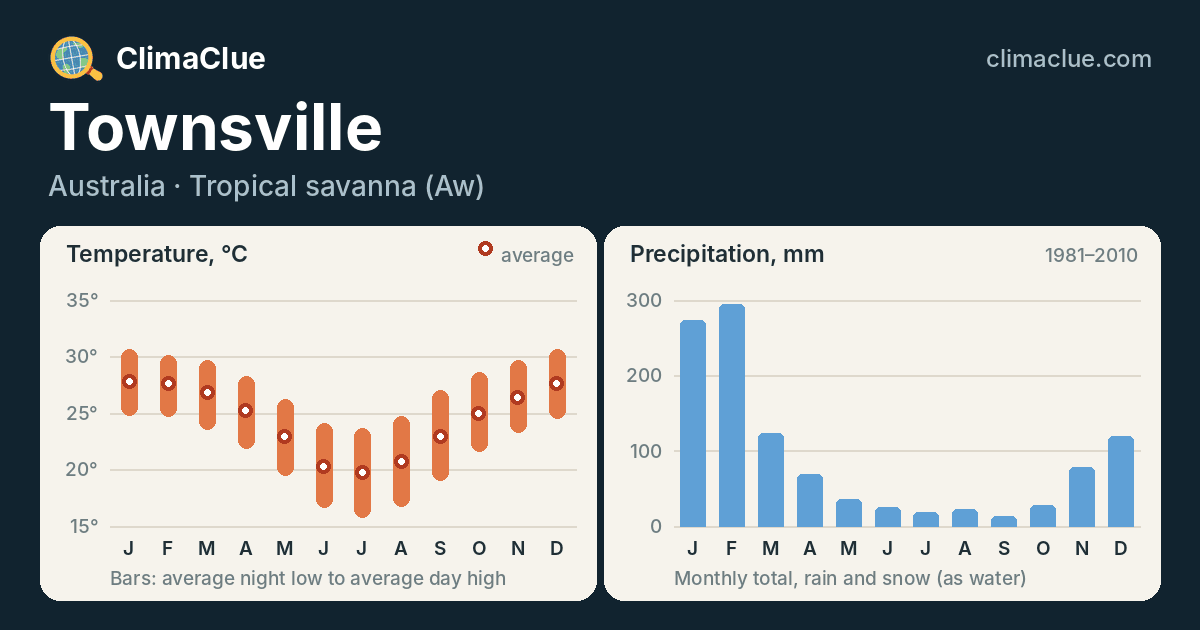 ClimaClue
climaclue.com
Townsville
Australia · Tropical savanna (Aw)
Temperature, °C
average
35°
30°
25°
20°
15°
J F M A M J J A S O N D
Bars: average night low to average day high
Precipitation, mm
1981–2010
300
200
100
0
J F M A M J J A S O N D
Monthly total, rain and snow (as water)